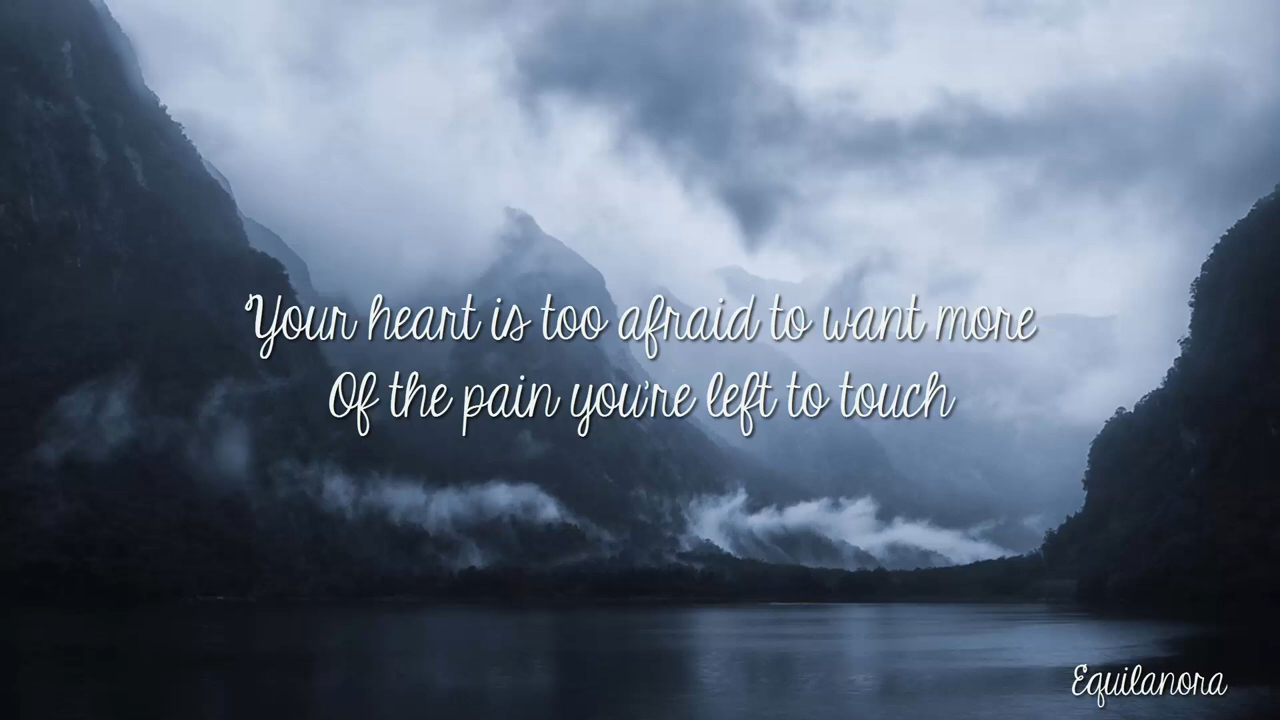 Your heart is too afraid to want more
Of the pain you're left to touch
Equilanora